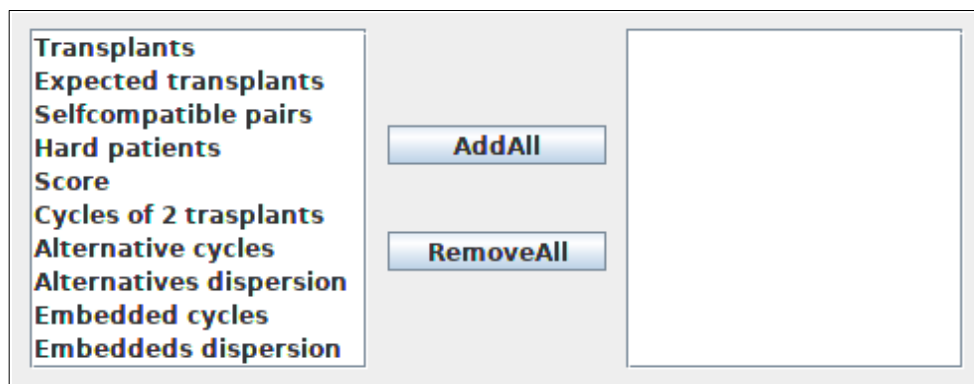 Transplants
Expected transplants
Selfcompatible pairs
Hard patients
Score
Cycles of 2 trasplants
Alternative cycles
Alternatives dispersion
Embedded cycles
Embeddeds dispersion
AddAll
RemoveAll